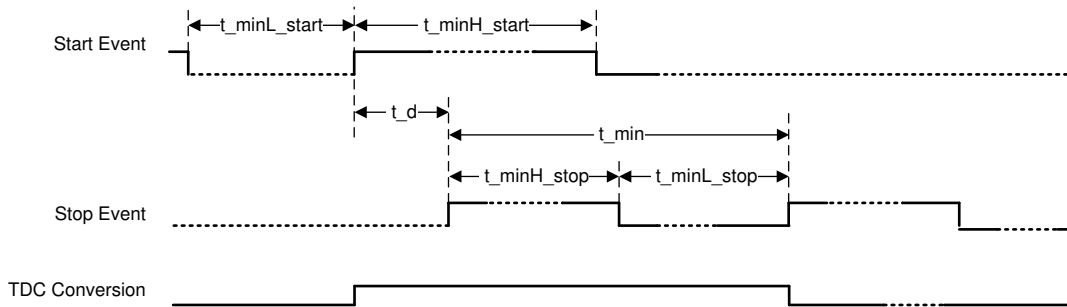 t_minL_start
t_minH_start
Start Event
t_d
t_min
t_minH_stop
t_minL_stop
Stop Event
TDC Conversion